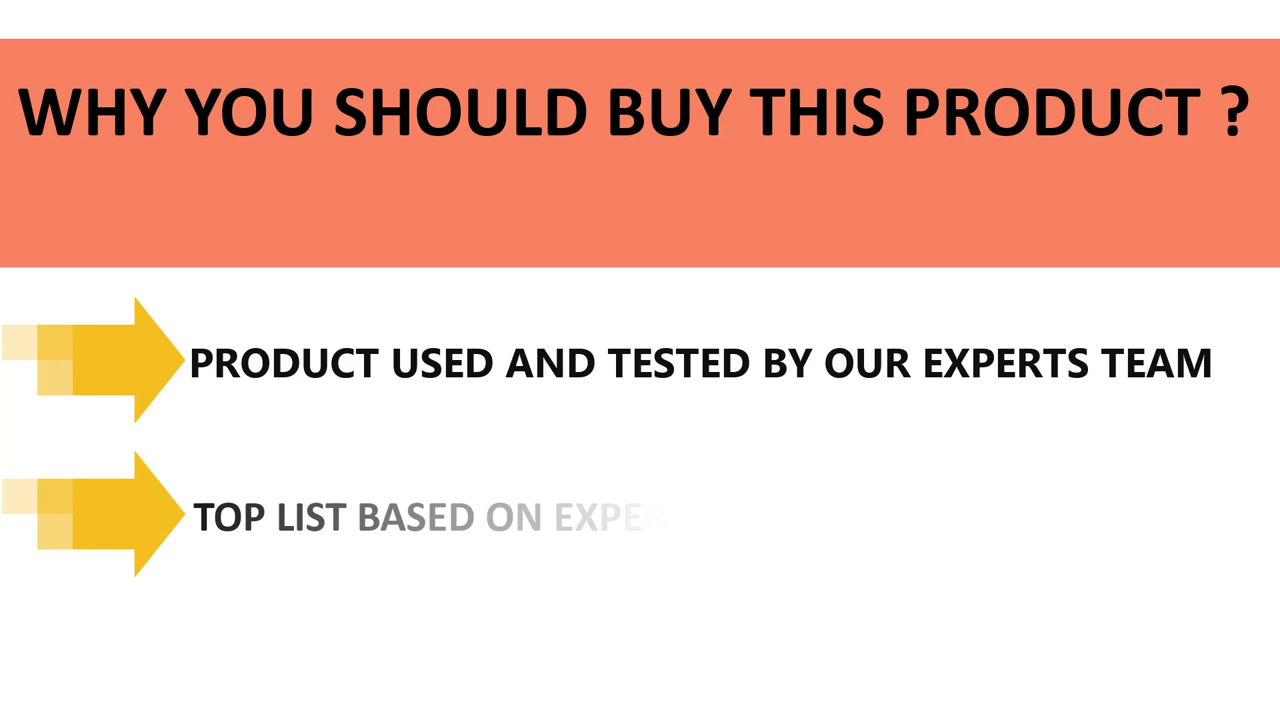 WHY YOU SHOULD BUY THIS PRODUCT ?
PRODUCT USED AND TESTED BY OUR EXPERTS TEAM
TOP LIST BASED ON